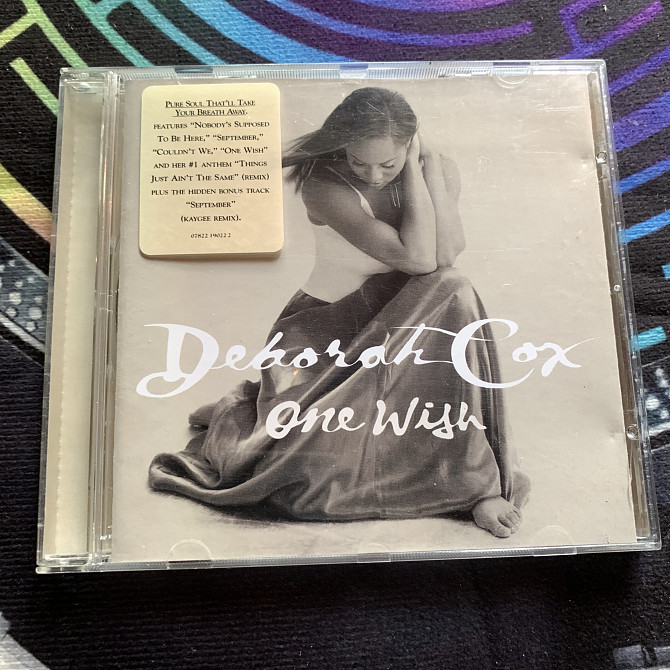 PURE SOUL THAT'LL TAKE
YOUR BREATH AWAY.
FEATURES "NOBODY'S SUPPOSED
TO BE HERE," "SEPTEMBER,"
"COULDN'T WE," "ONE WISH"
AND HER #1 ANTHEM "THINGS
JUST AIN'T THE SAME" (REMIX)
PLUS THE HIDDEN BONUS TRACK
"SEPTEMBER"
(KAYGEE REMIX).
07822 19022 2
Deborah Cox
One Wish